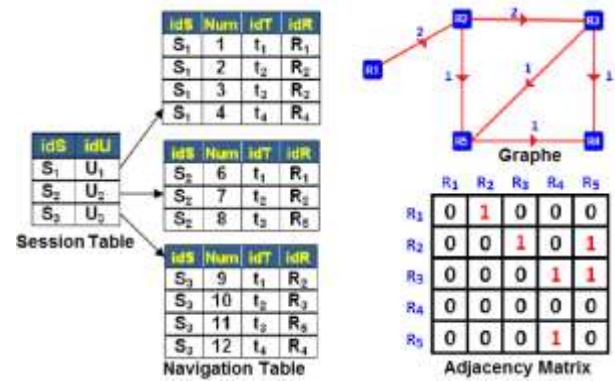 idS Num idT idR
S1 1 t1 R1
S1 2 t2 R2
S1 3 t3 R3
S1 4 t4 R4
idS idU
S1 U1
S2 U2
S3 U3
Session Table
idS Num idT idR
S2 6 t1 R1
S2 7 t2 R2
S2 8 t3 R5
idS Num idT idR
S3 9 t1 R2
S3 10 t2 R3
S3 11 t3 R5
S3 12 t4 R4
Navigation Table
R2 2 R3
2
R1
1 1 1
R5 1 R4
Graphe
R1 R2 R3 R4 R5
R1 0 1 0 0 0
R2 0 0 1 0 1
R3 0 0 0 1 1
R4 0 0 0 0 0
R5 0 0 0 1 0
Adjacency Matrix